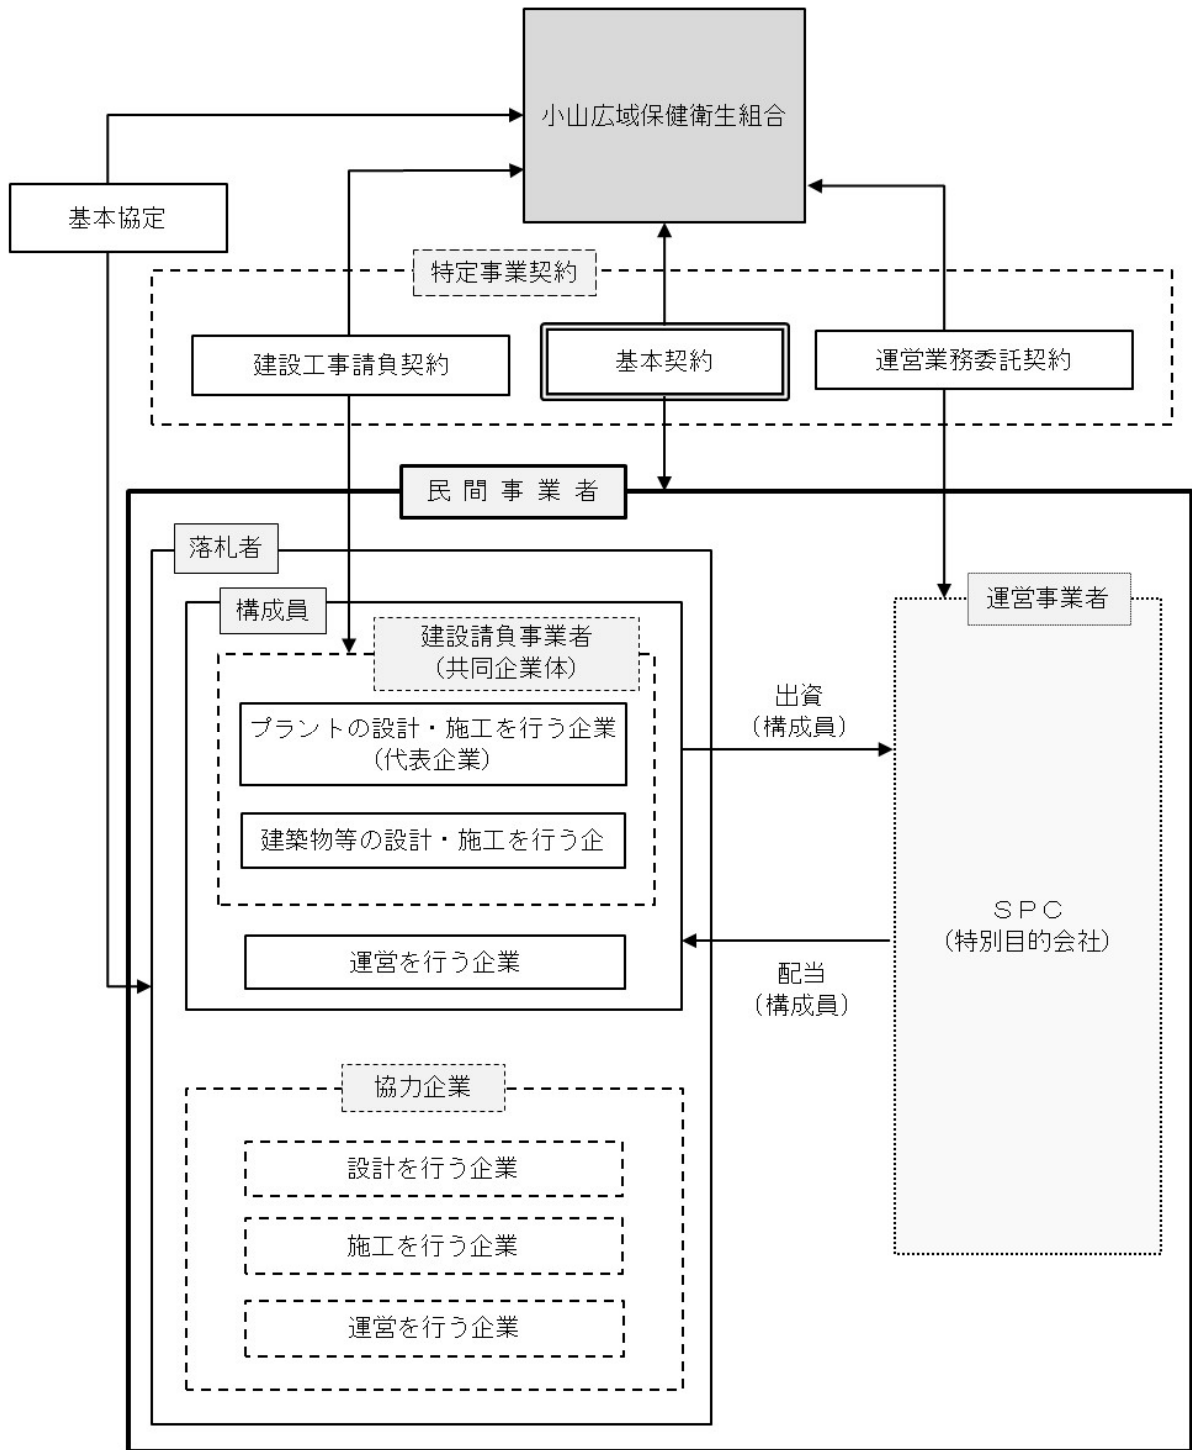 小山広域保健衛生組合
基本協定
特定事業契約
建設工事請負契約
基本契約
運営業務委託契約
民間事業者
落札者
構成員
運営事業者
建設請負事業者
(共同企業体)
プラントの設計・施工を行う企業
(代表企業)
出資
(構成員)
建築物等の設計・施工を行う企
ＳＰＣ
(特別目的会社)
運営を行う企業
配当
(構成員)
協力企業
設計を行う企業
施工を行う企業
運営を行う企業